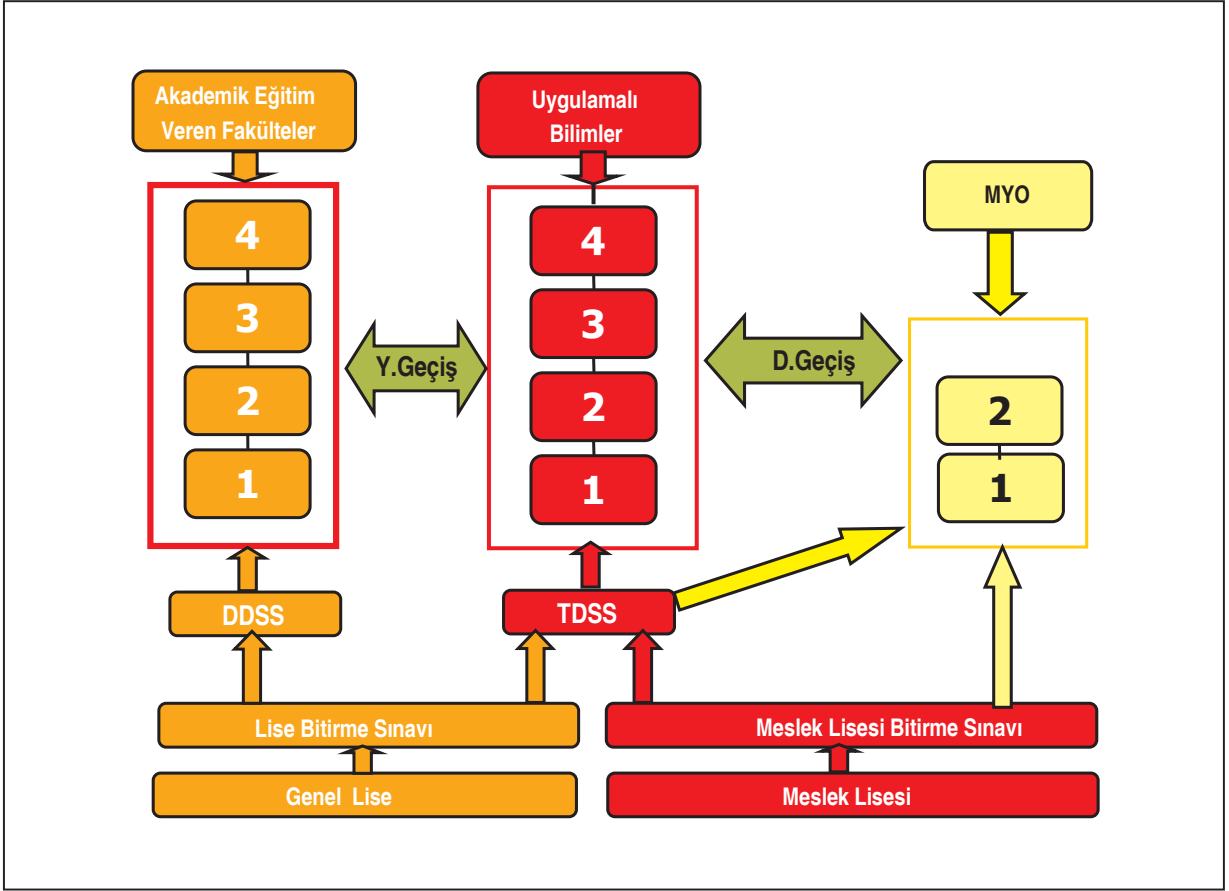 Akademik Eğitim
Veren Fakülteler
Uygulamalı
Bilimler
MYO
4
3
2
1
4
3
2
1
2
1
Y.Geçiş
D.Geçiş
DDSS
TDSS
Lise Bitirme Sınavı
Meslek Lisesi Bitirme Sınavı
Genel Lise
Meslek Lisesi